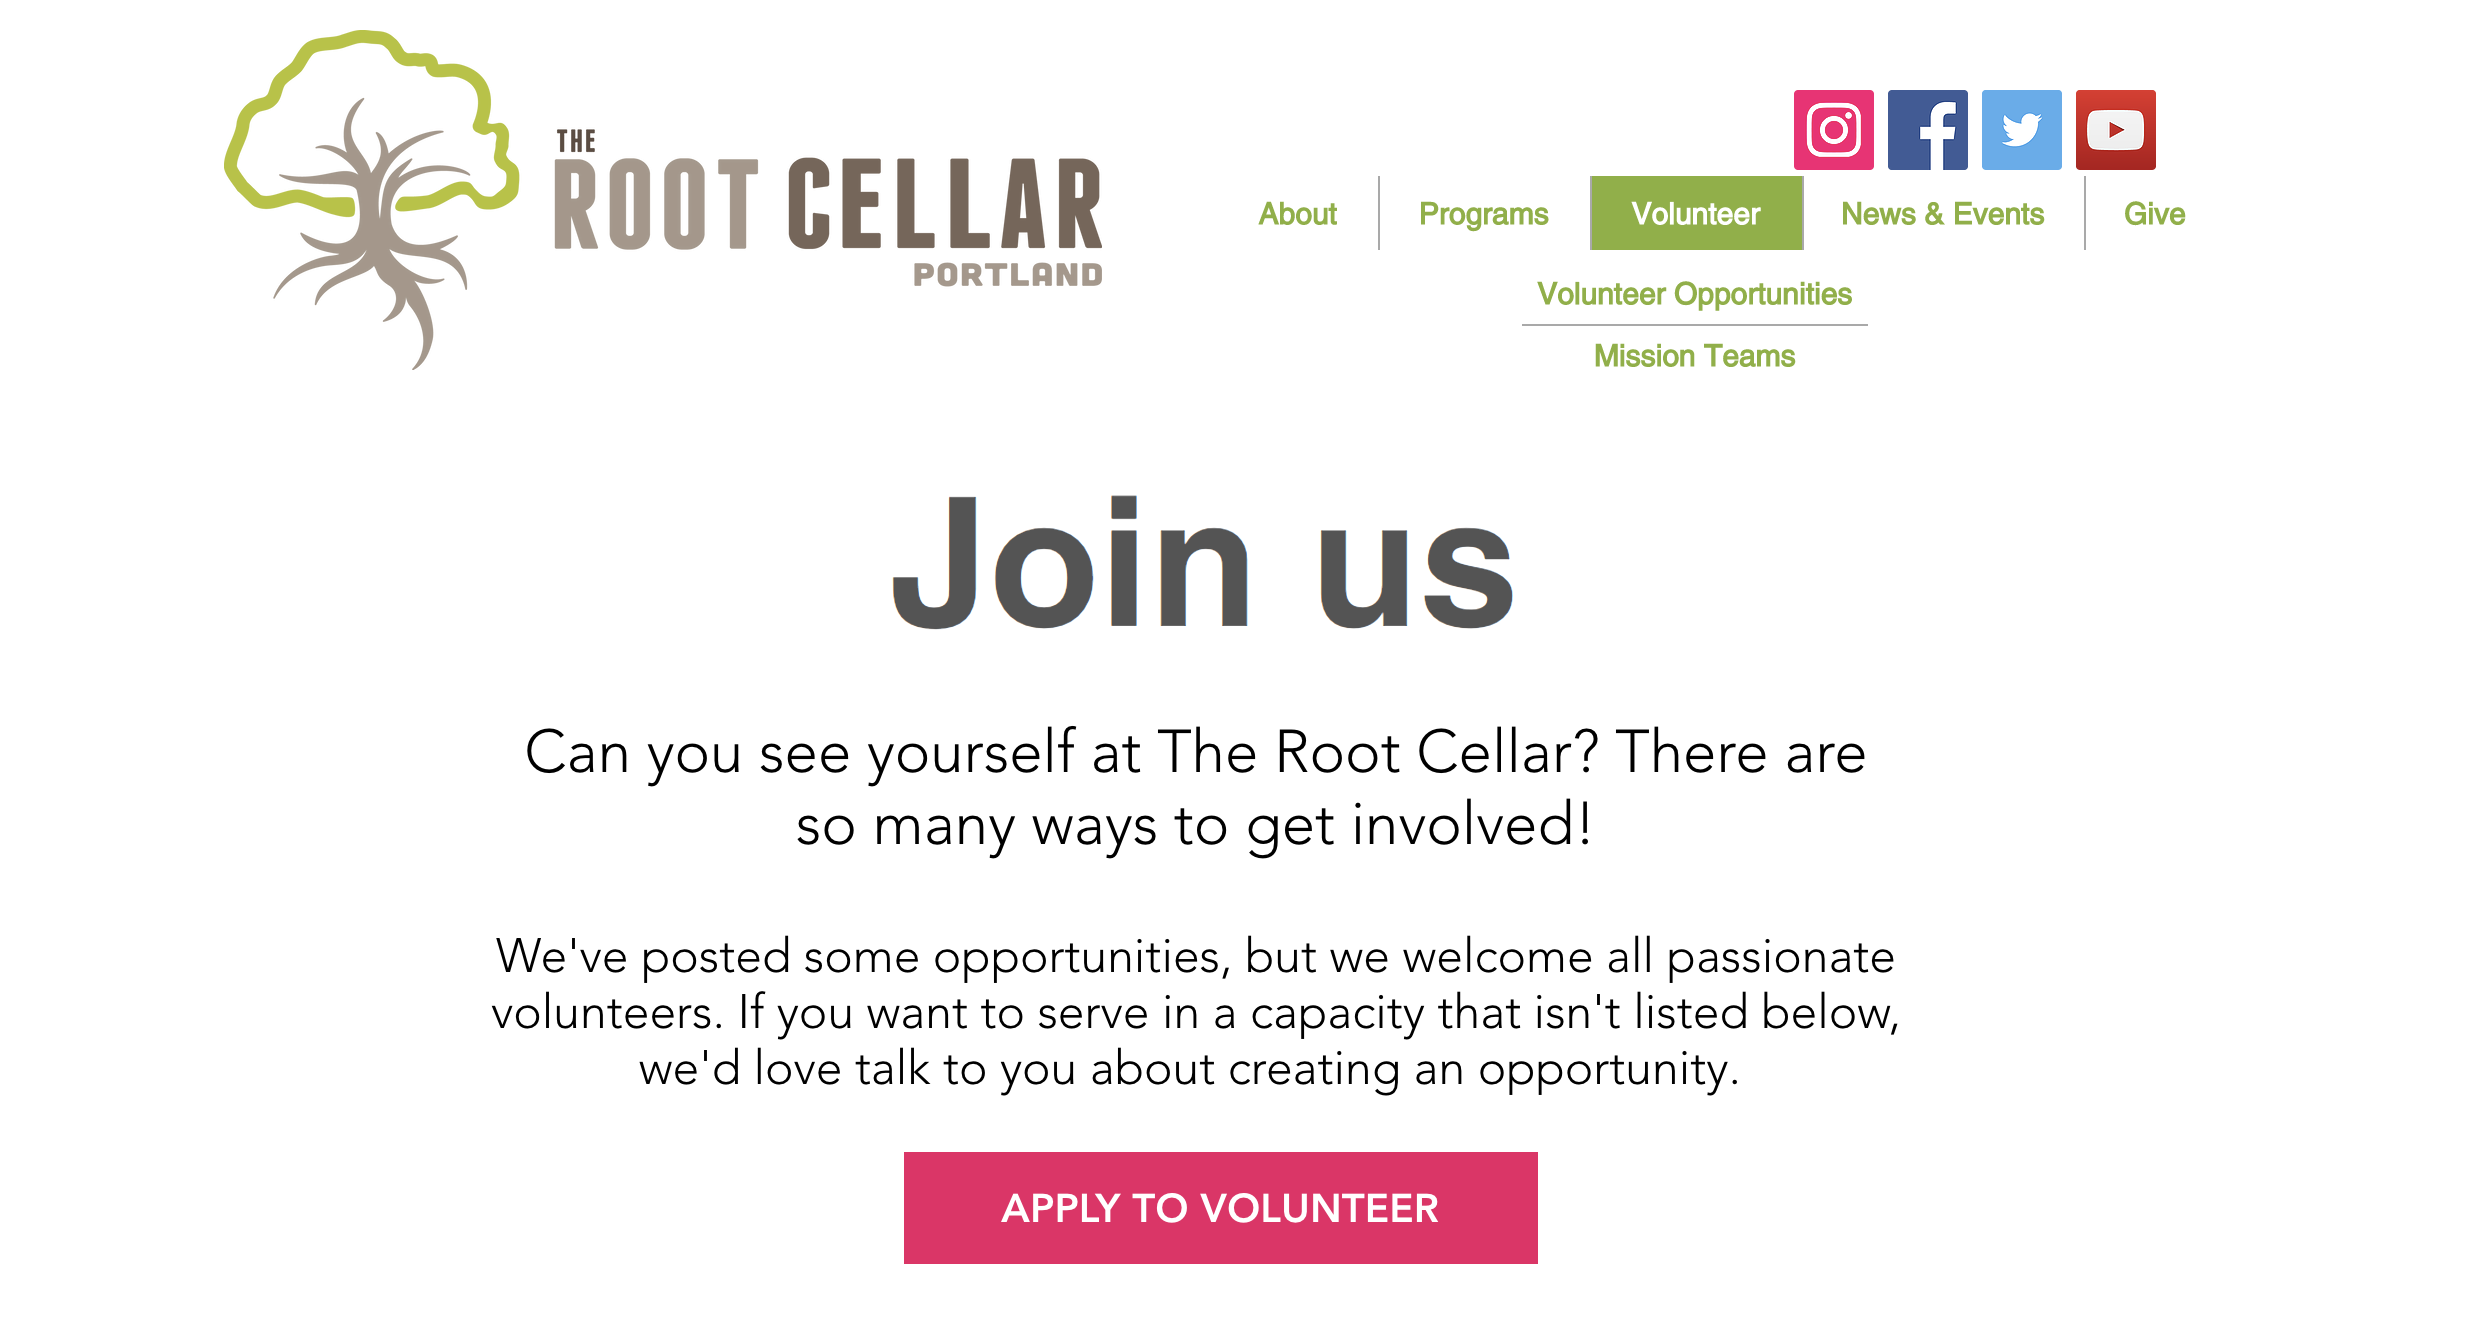 THE
ROOT CELLAR
PORTLAND
About
Programs
Volunteer
News & Events
Give
Volunteer Opportunities
Mission Teams
Join us
Can you see yourself at The Root Cellar? There are
so many ways to get involved!
We've posted some opportunities, but we welcome all passionate
volunteers. If you want to serve in a capacity that isn't listed below,
we'd love talk to you about creating an opportunity.
APPLY TO VOLUNTEER